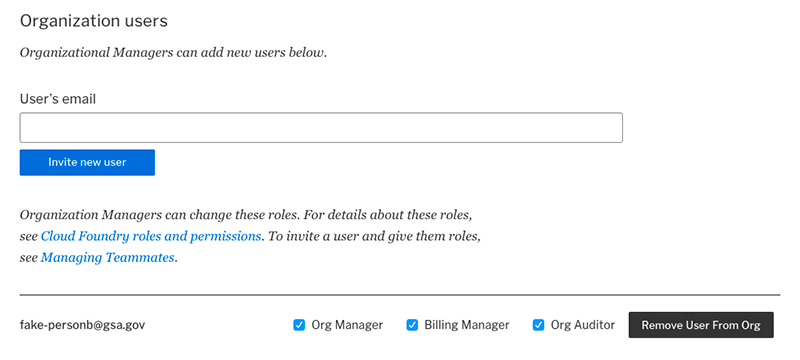 Organization users
Organizational Managers can add new users below.
User's email
Invite new user
Organization Managers can change these roles. For details about these roles,
see Cloud Foundry roles and permissions. To invite a user and give them roles,
see Managing Teammates.
fake-personb@gsa.gov Org Manager Billing Manager Org Auditor Remove User From Org